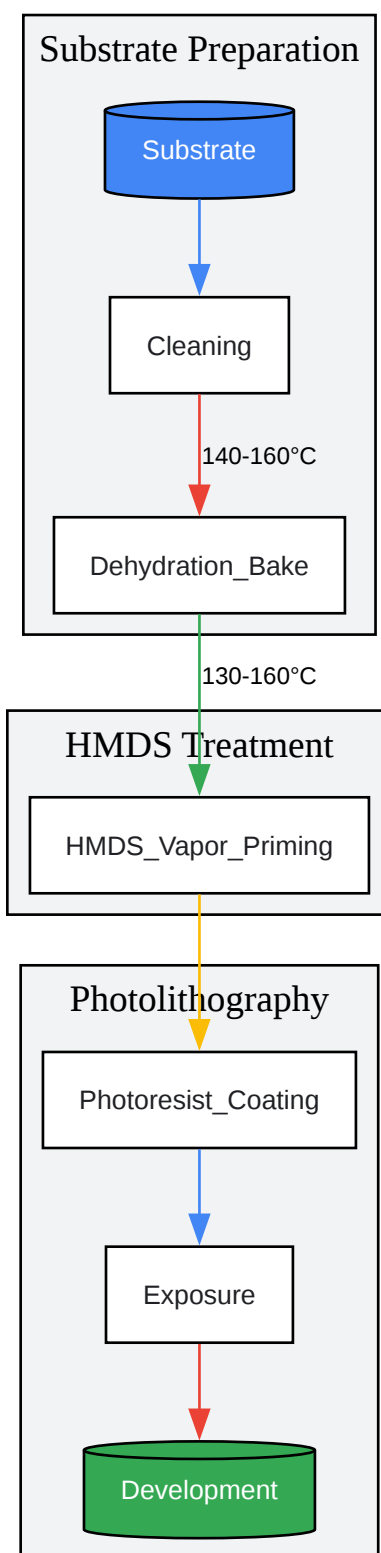 Substrate Preparation
Substrate
Cleaning
140-160°C
Dehydration_Bake
130-160°C
HMDS Treatment
HMDS_Vapor_Priming
Photolithography
Photoresist_Coating
Exposure
Development